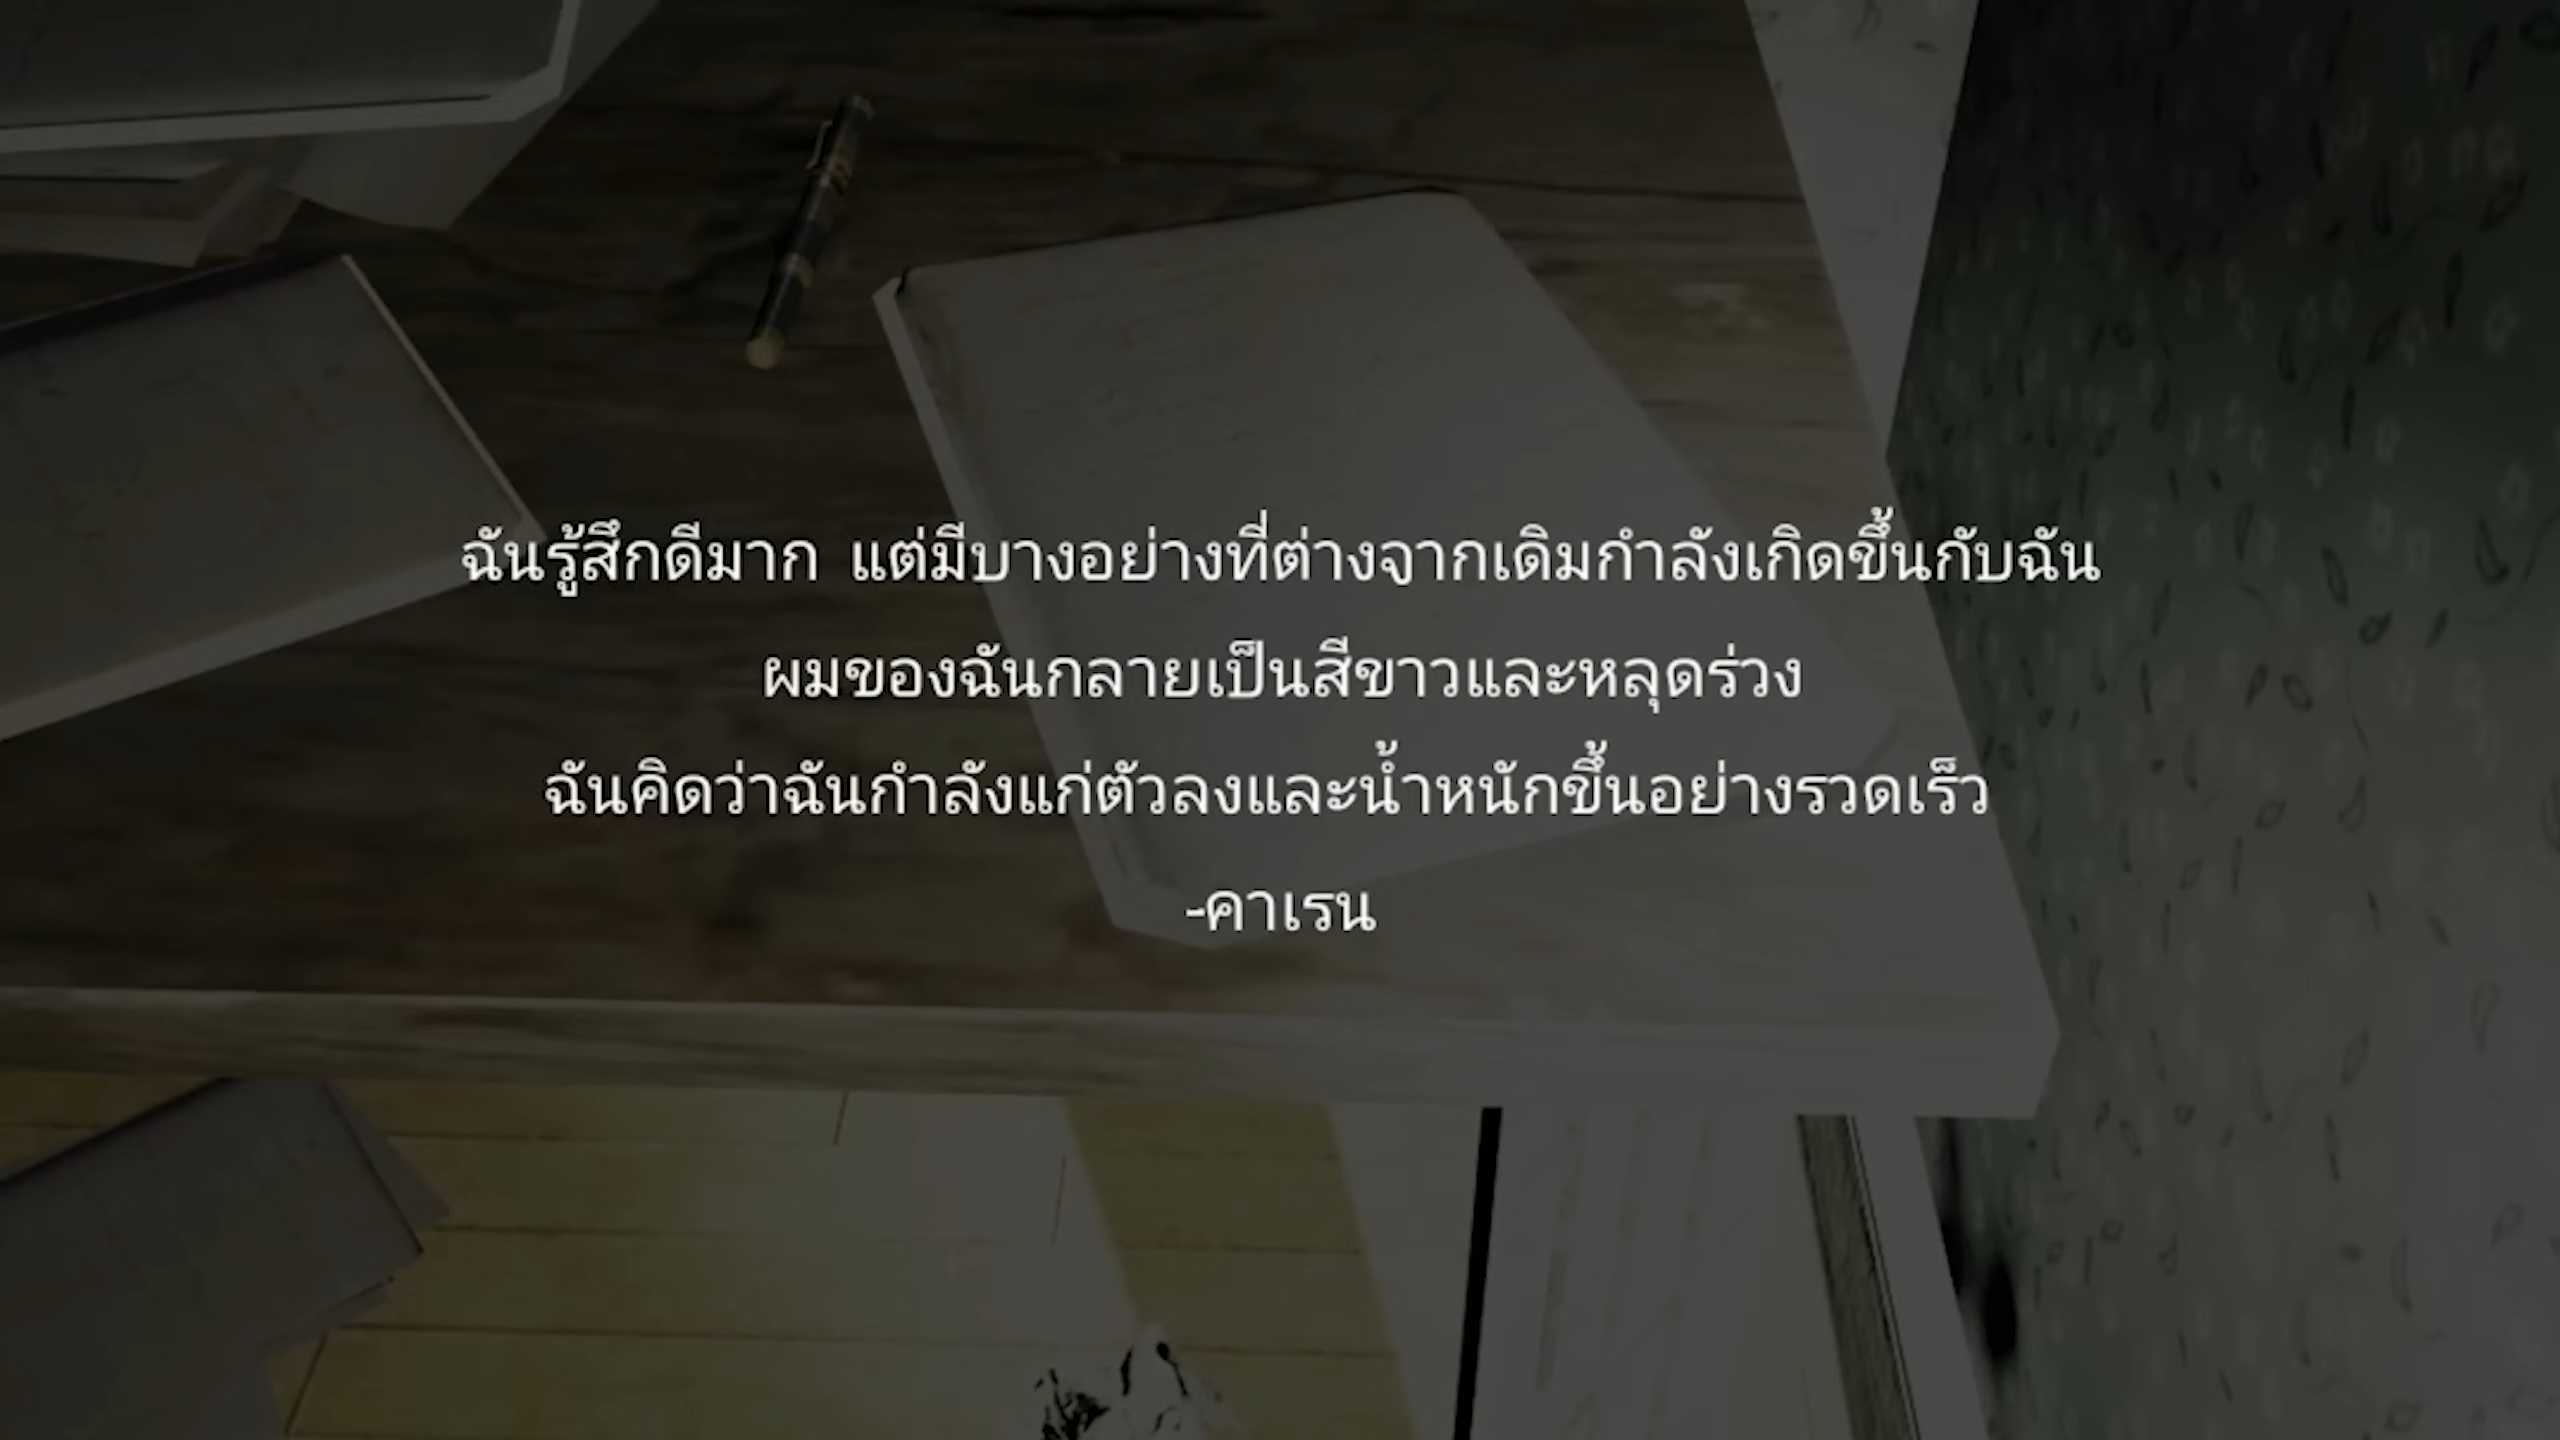 ฉันรู้สึกดีมาก แต่มีบางอย่างที่ต่างจากเดิมกำลังเกิดขึ้นกับฉัน
ผมของฉันกลายเป็นสีขาวและหลุดร่วง
ฉันคิดว่าฉันกำลังแก่ตัวลงและน้ำหนักขึ้นอย่างรวดเร็ว
-คาเรน